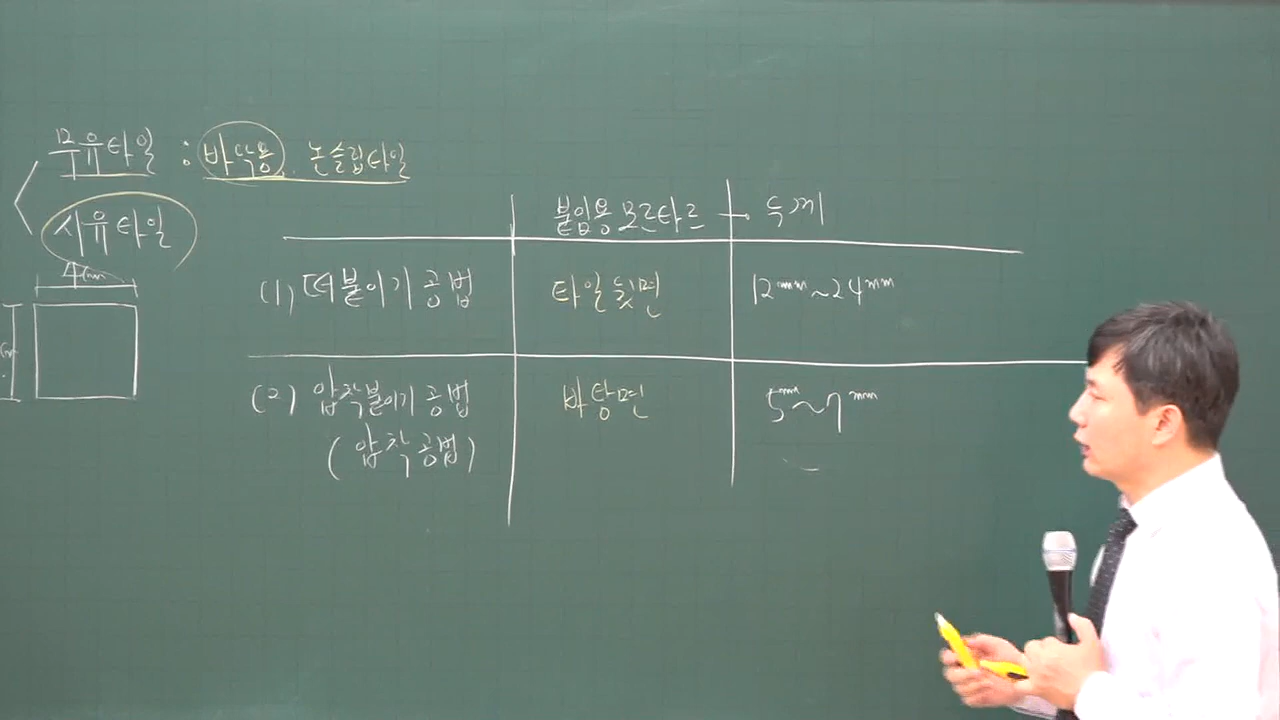 무유타일 : 바닥용. 논슬립타일
시유타일
붙임용 모르타르 → 두께
(1) 떠붙이기 공법 타일뒷면 12mm~24mm
(2) 압착붙이기 공법 바탕면 5mm~7mm
(압착공법)